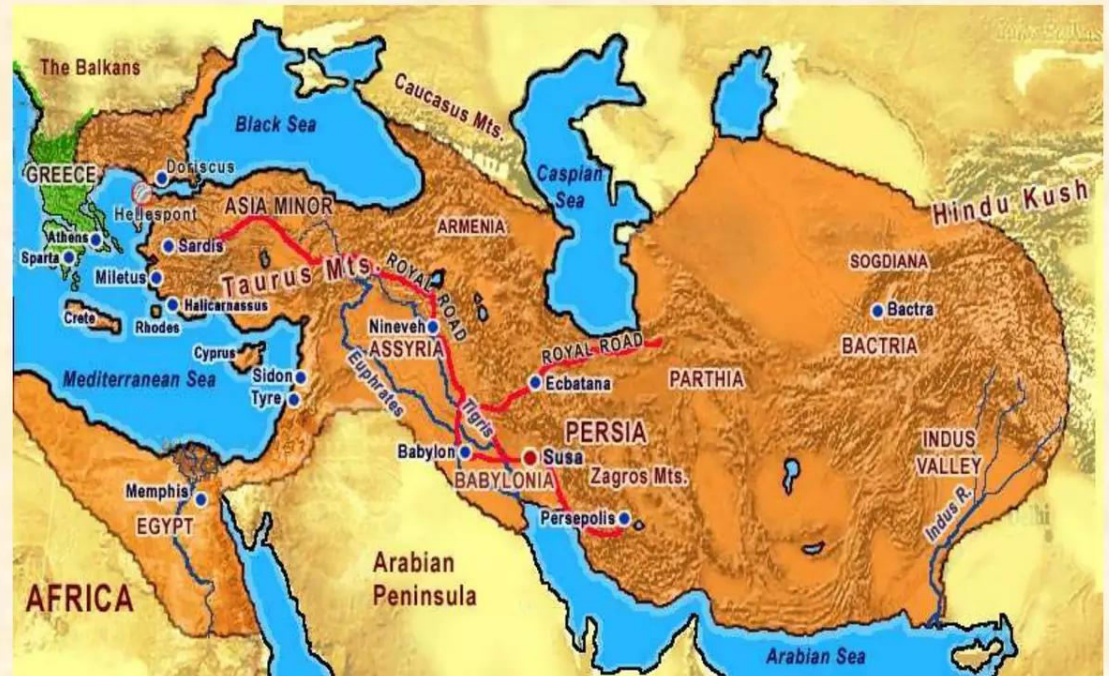 The Balkans
Caucasus Mts.
Black Sea
GREECE
Doriscus
Caspian
Sea
Hindu Kush
Hellespont
ASIA MINOR
ARMENIA
Athens
Sardis
Sparta
SOGDIANA
Taurus Mts.
ROYAL ROAD
Miletus
Halicarnassus
Bactra
Crete
Rhodes
Nineveh
ASSYRIA
BACTRIA
ROYAL ROAD
Cyprus
Mediterranean Sea
Sidon
Euphrates
Ecbatana
PARTHIA
Tyre
Tigris
PERSIA
INDUS
VALLEY
Babylon
Susa
BABYLONIA
Zagros Mts.
Memphis
Persepolis
Indus R.
EGYPT
Arabian
Peninsula
AFRICA
Arabian Sea